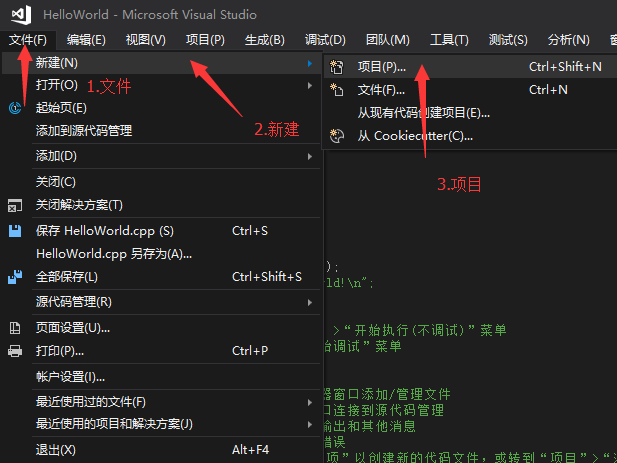 HelloWorld - Microsoft Visual Studio
文件(F) 编辑(E) 视图(V) 项目(P) 生成(B) 调试(D) 团队(M) 工具(T) 测试(S) 分析(N)
新建(N)
项目(P)... Ctrl+Shift+N
打开(O)
1.文件
文件(F)... Ctrl+N
起始页(E)
从现有代码创建项目(E)...
添加到源代码管理
2.新建
从 Cookiecutter(C)...
添加(D)
关闭(C)
3.项目
关闭解决方案(T)
保存 HelloWorld.cpp (S) Ctrl+S
HelloWorld.cpp 另存为(A)...
);
全部保存(L) Ctrl+Shift+S
ld!\n";
源代码管理(R)
页面设置(U)...
>“开始执行(不调试)”菜单
打印(P)... Ctrl+P
调试”菜单
帐户设置(I)...
窗口添加/管理文件
最近使用过的文件(F)
连接到源代码管理
最近使用的项目和解决方案(J)
输出和其他消息
错误
退出(X) Alt+F4
项”以创建新的代码文件，或转到“项目”>“